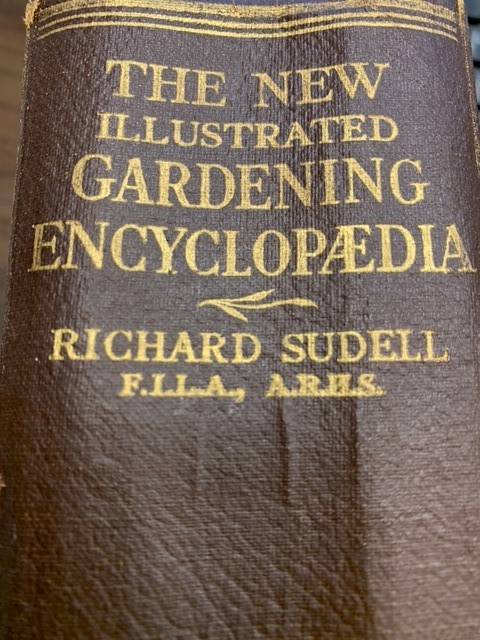 THE NEW
ILLUSTRATED
GARDENING
ENCYCLOPÆDIA
RICHARD SUDELL
F.I.L.A., A.R.H.S.